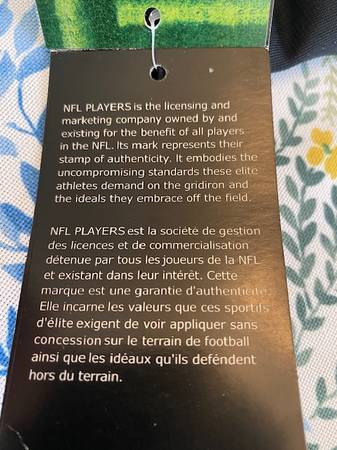 NFL PLAYERS is the licensing and
marketing company owned by and
existing for the benefit of all players
in the NFL. Its mark represents their
stamp of authenticity. It embodies the
uncompromising standards these elite
athletes demand on the gridiron and
the ideals they embrace off the field.
NFL PLAYERS est la société de gestion
des licences et de commercialisation
détenue par tous les joueurs de la NFL
et existant dans leur intérêt. Cette
marque est une garantie d'authenticité.
Elle incarne les valeurs que ces sportifs
d'élite exigent de voir appliquer sans
concession sur le terrain de football
ainsi que les idéaux qu'ils deféndent
hors du terrain.